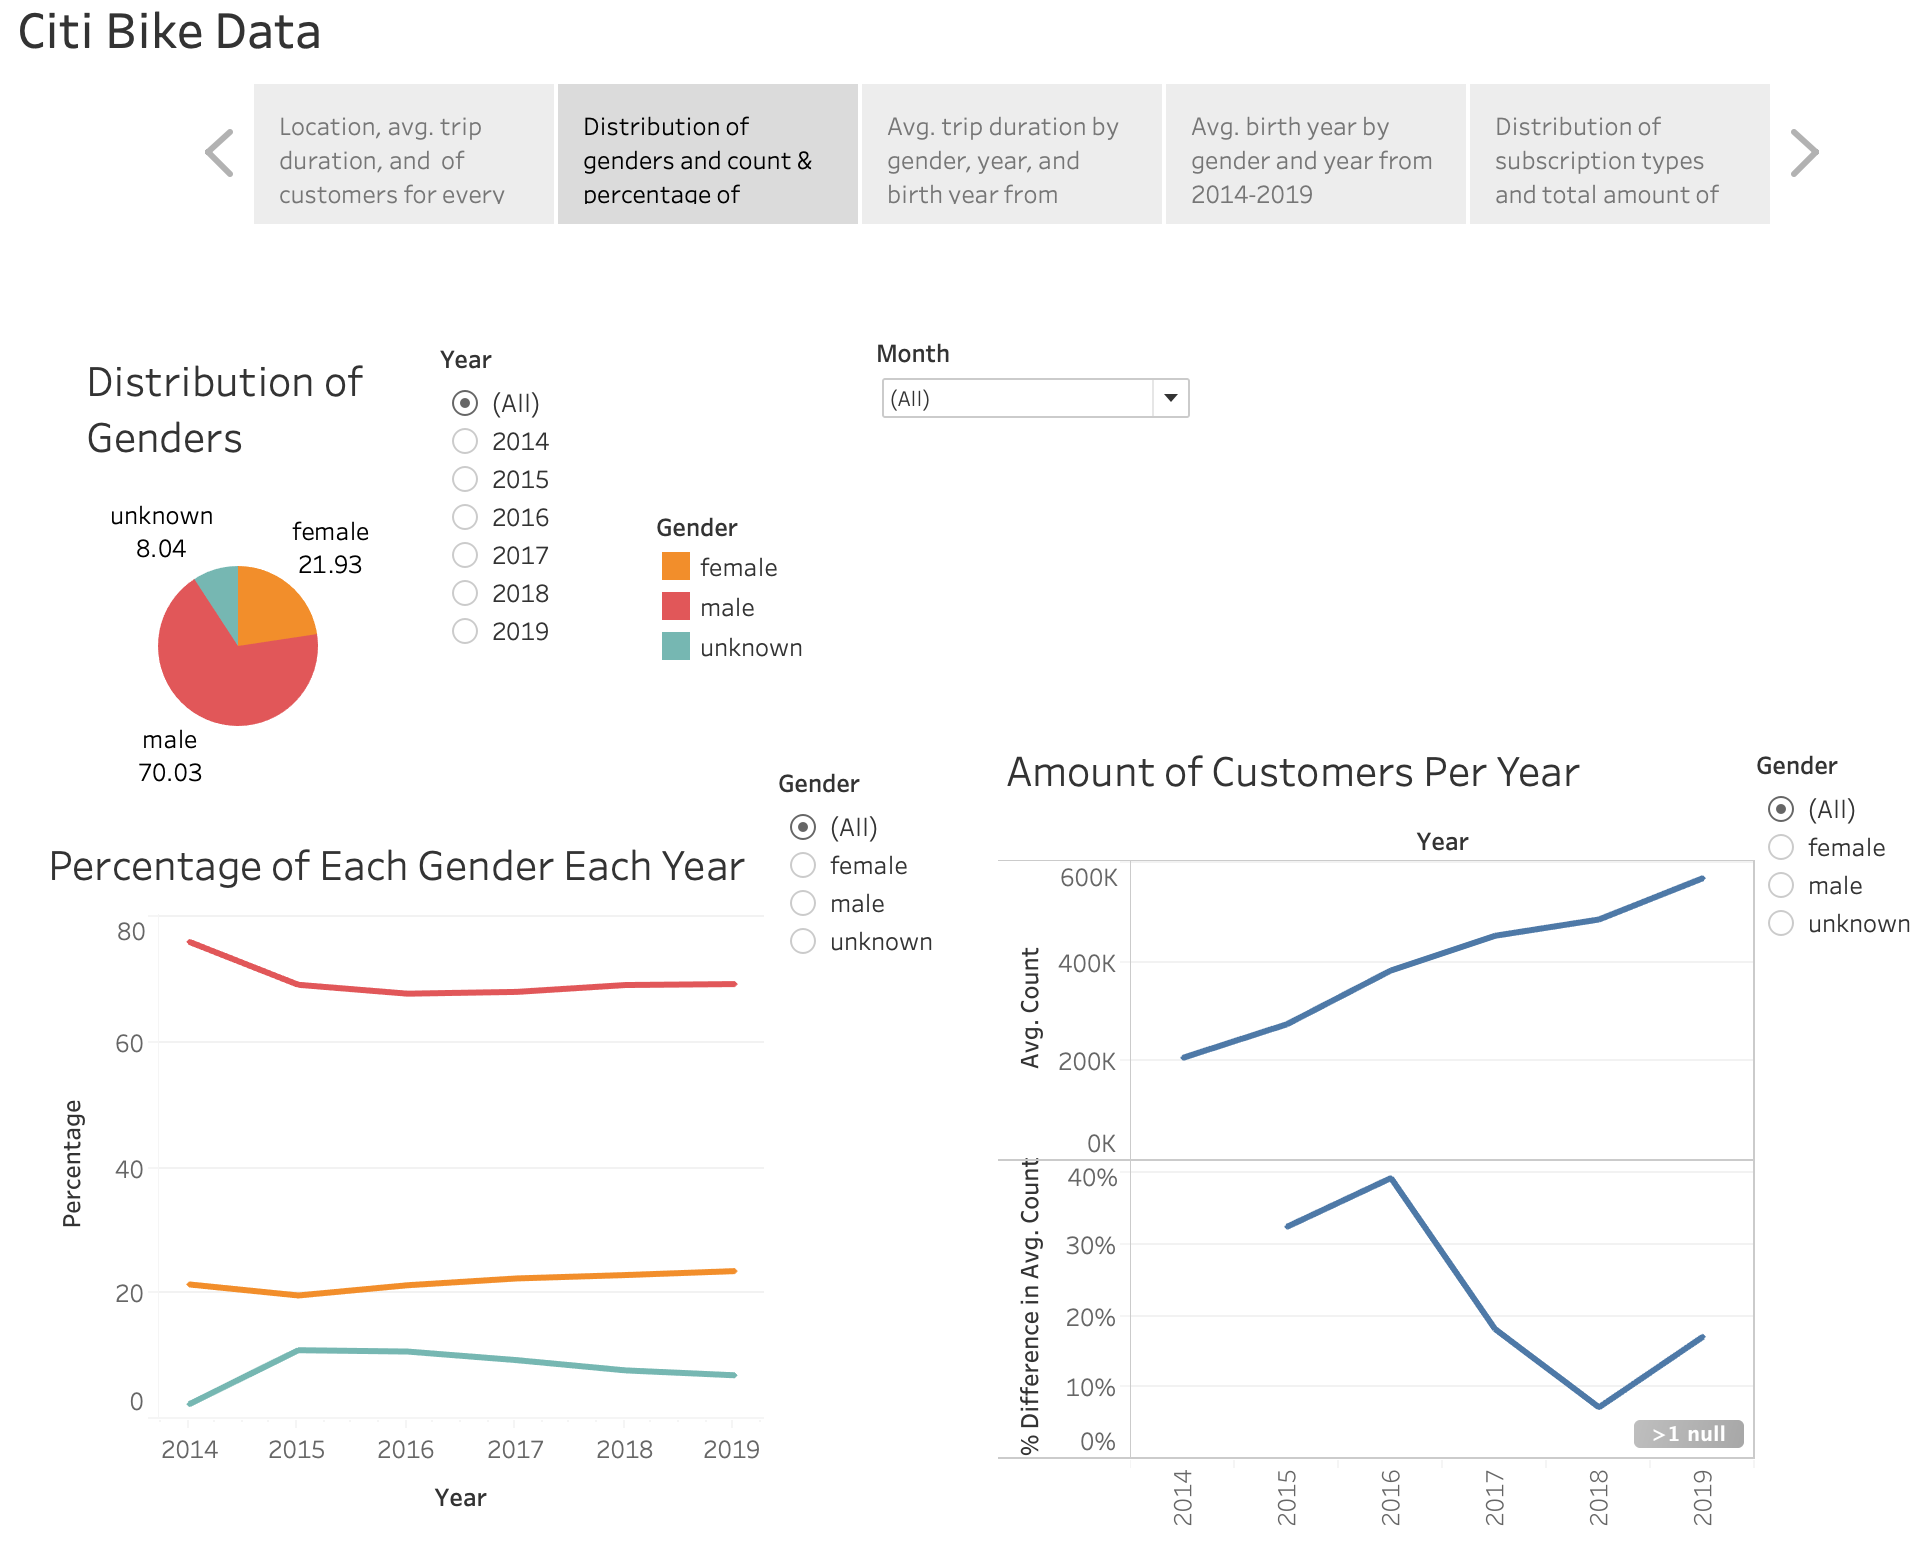 Citi Bike Data
Location, avg. trip
duration, and  of
customers for every
Distribution of
genders and count &
percentage of
Avg. trip duration by
gender, year, and
birth year from
Avg. birth year by
gender and year from
2014-2019
Distribution of
subscription types
and total amount of
Distribution of
Genders
Year
(All)
2014
2015
2016
2017
2018
2019
Month
(All)
unknown
8.04
female
21.93
male
70.03
Gender
female
male
unknown
Percentage of Each Gender Each Year
Gender
(All)
female
male
unknown
80
60
40
20
0
Percentage
2014
2015
2016
2017
2018
2019
Year
Amount of Customers Per Year
Gender
(All)
female
male
unknown
Year
600K
400K
200K
0K
Avg. Count
40%
30%
20%
10%
0%
% Difference in Avg. Count
>1 null
2014
2015
2016
2017
2018
2019